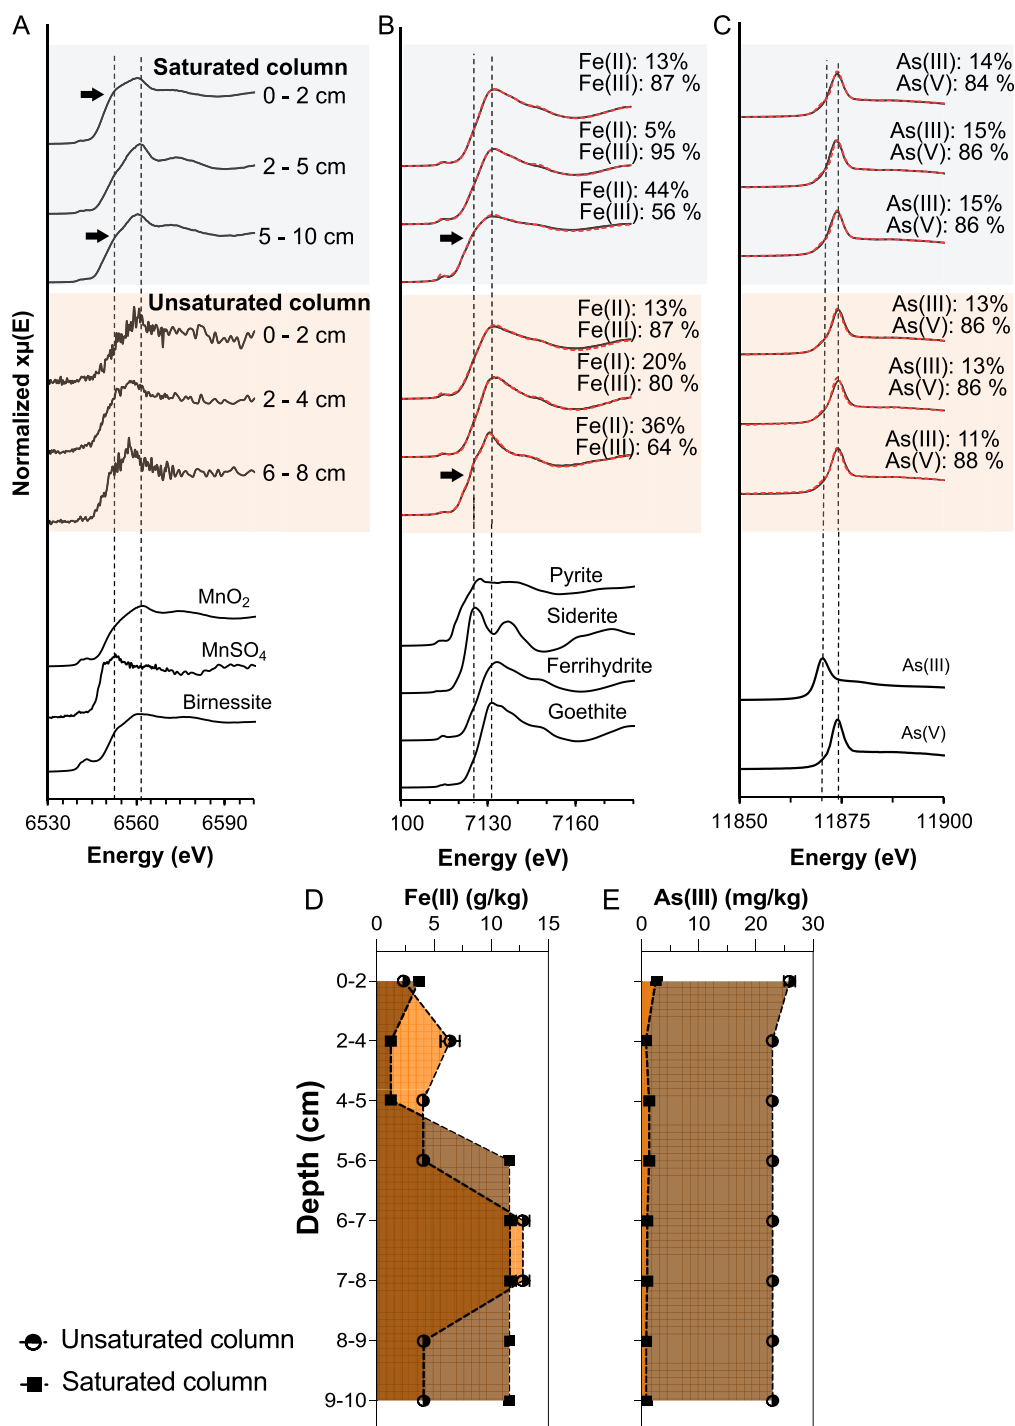 A
B
C
Saturated column
0 - 2 cm
2 - 5 cm
5 - 10 cm
Unsaturated column
0 - 2 cm
2 - 4 cm
6 - 8 cm
MnO2
MnSO4
Birnessite
Normalized xμ(E)
6530 6560 6590
Energy (eV)
Fe(II): 13%
Fe(III): 87 %
Fe(II): 5%
Fe(III): 95 %
Fe(II): 44%
Fe(III): 56 %
Fe(II): 13%
Fe(III): 87 %
Fe(II): 20%
Fe(III): 80 %
Fe(II): 36%
Fe(III): 64 %
Pyrite
Siderite
Ferrihydrite
Goethite
100 7130 7160
Energy (eV)
As(III): 14%
As(V): 84 %
As(III): 15%
As(V): 86 %
As(III): 15%
As(V): 86 %
As(III): 13%
As(V): 86 %
As(III): 13%
As(V): 86 %
As(III): 11%
As(V): 88 %
As(III)
As(V)
11850 11875 11900
Energy (eV)
D
Fe(II) (g/kg)
0 5 10 15
E
As(III) (mg/kg)
0 10 20 30
Depth (cm)
0-2
2-4
4-5
5-6
6-7
7-8
8-9
9-10
Unsaturated column
Saturated column